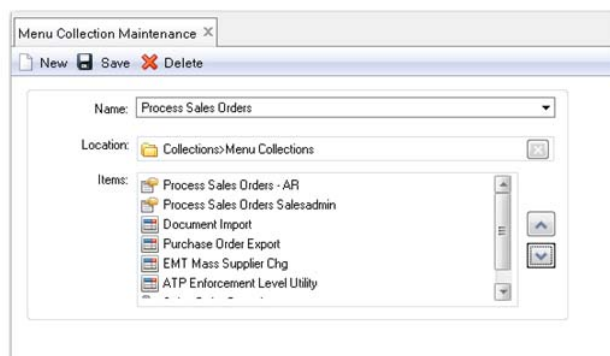 Menu Collection Maintenance
New Save Delete
Name: Process Sales Orders
Location: Collections>Menu Collections
Items: Process Sales Orders - AR
Process Sales Orders Salesadmin
Document Import
Purchase Order Export
EMT Mass Supplier Chg
ATP Enforcement Level Utility